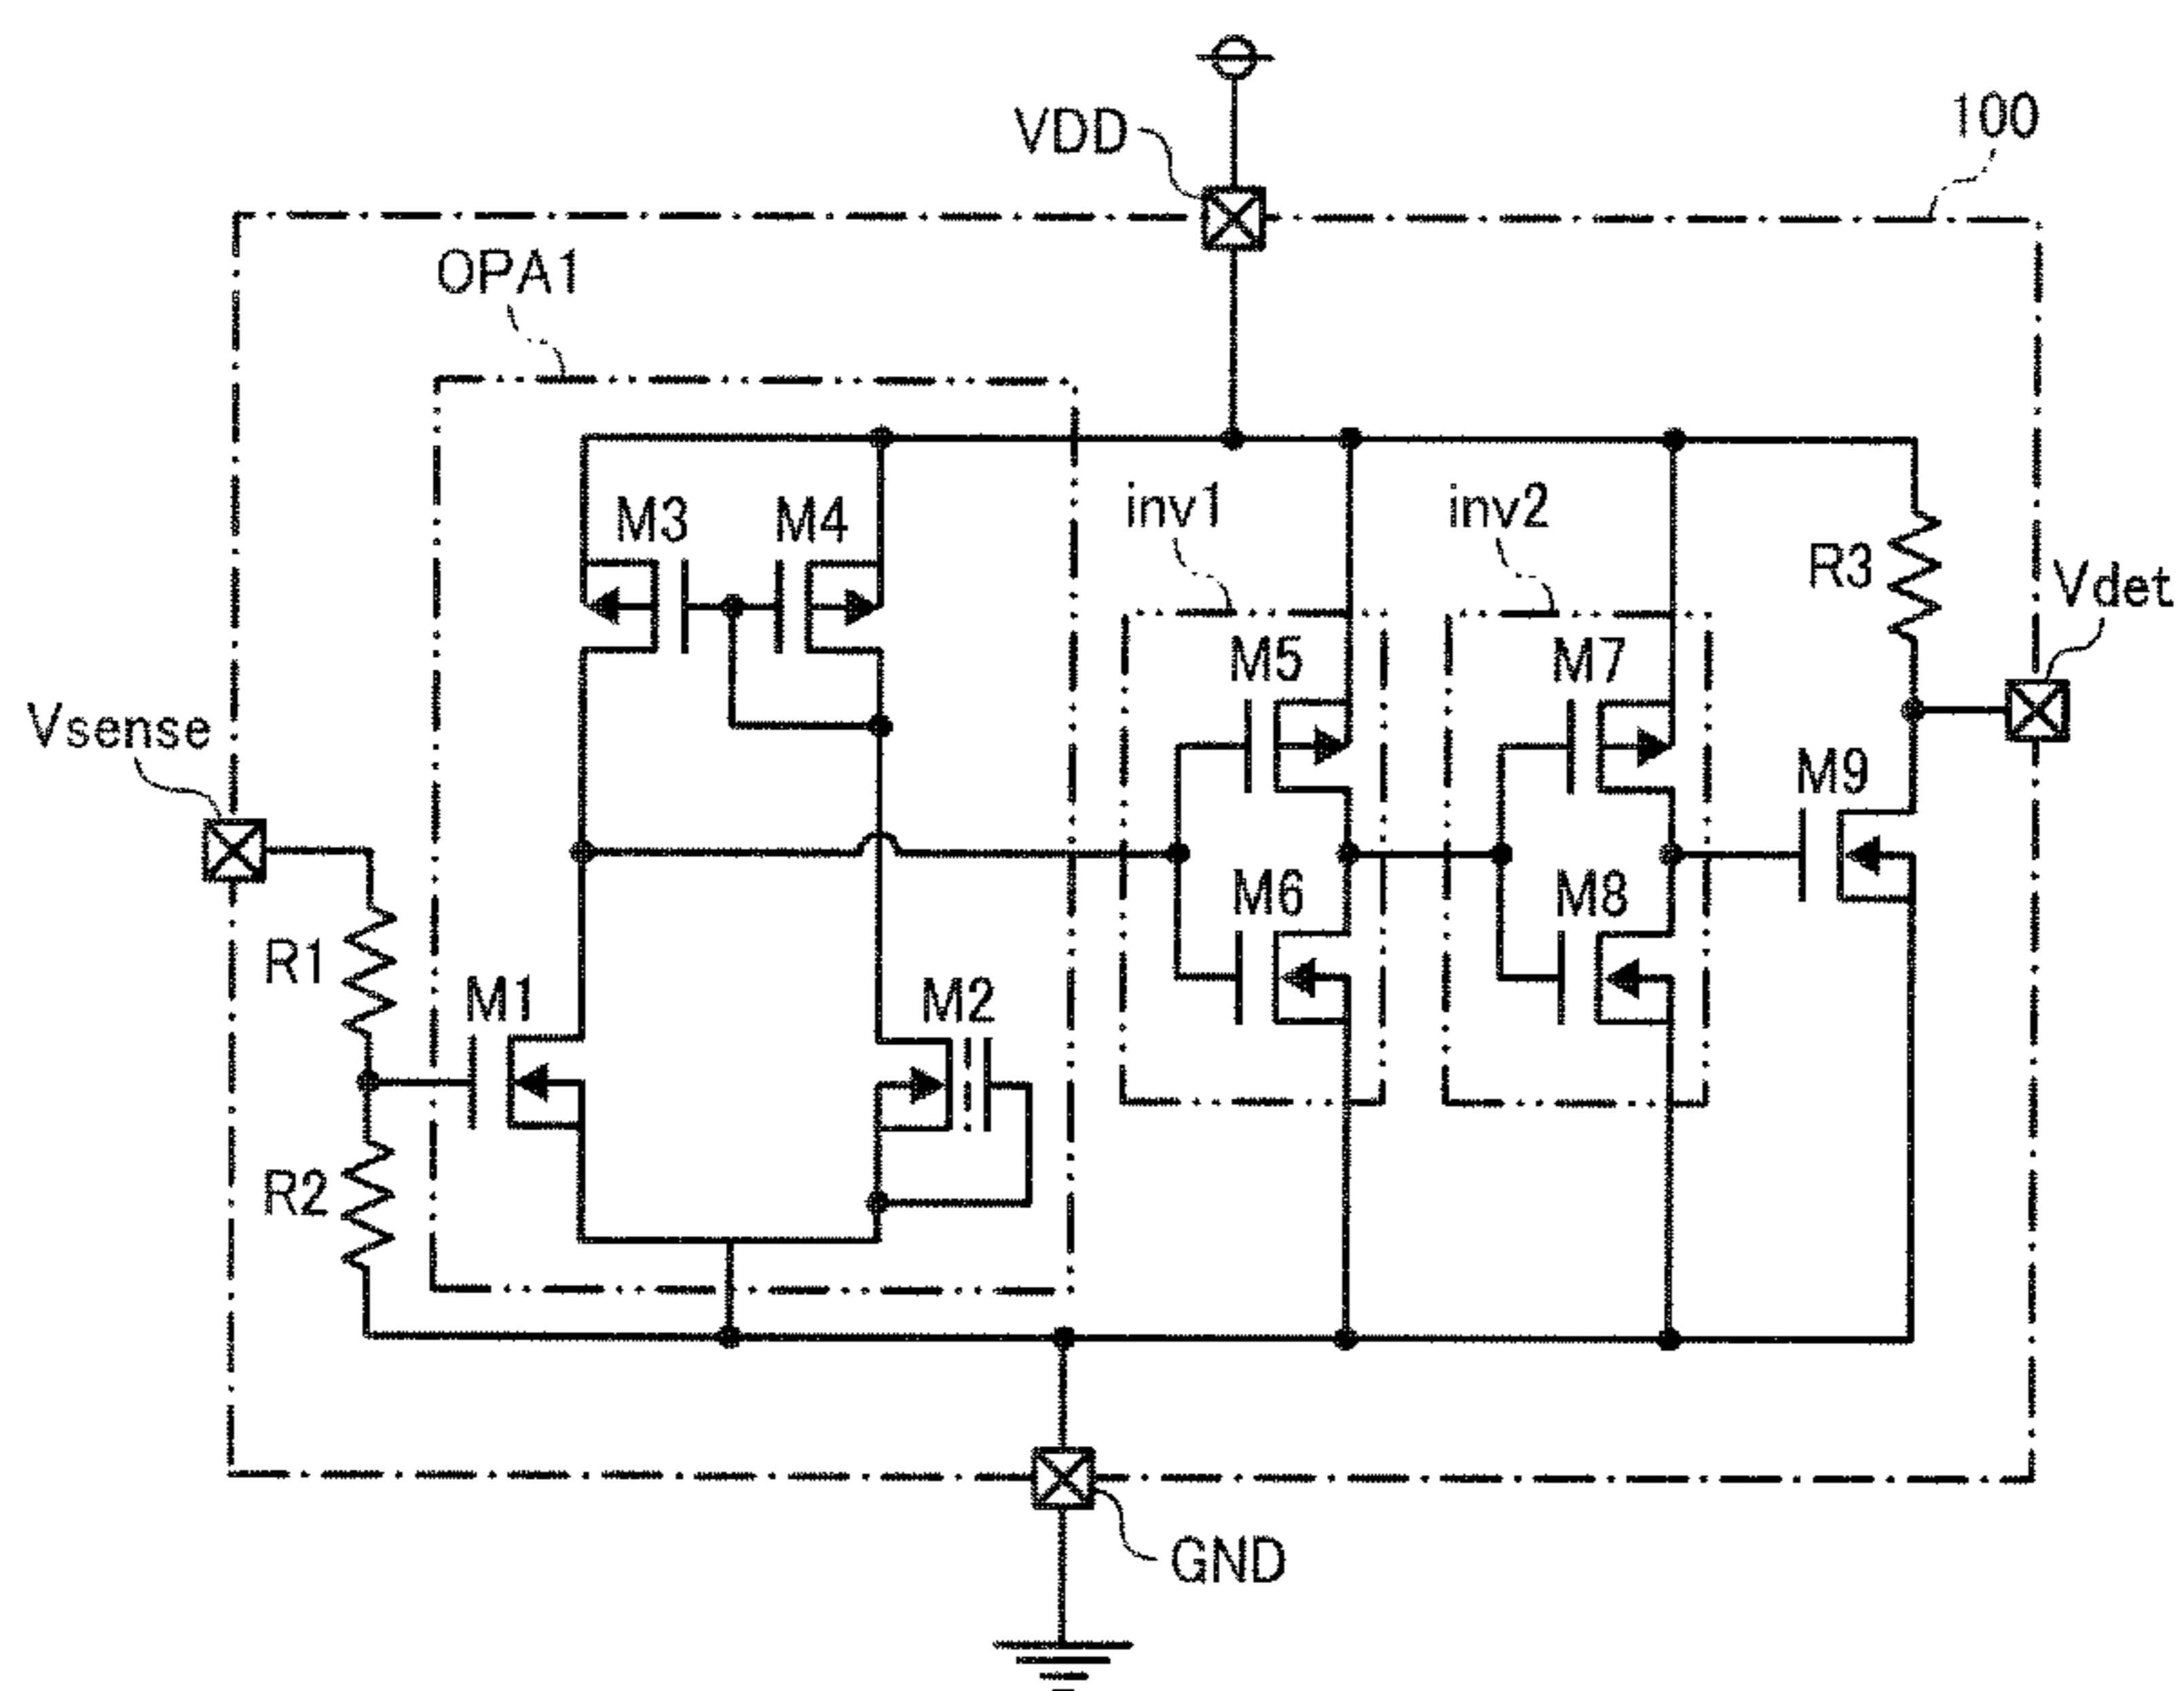 VDD
100
OPA1
M3
M4
inv1
inv2
R3
Vdet
M5
M7
Vsense
M9
M6
M8
R1
M1
M2
R2
GND